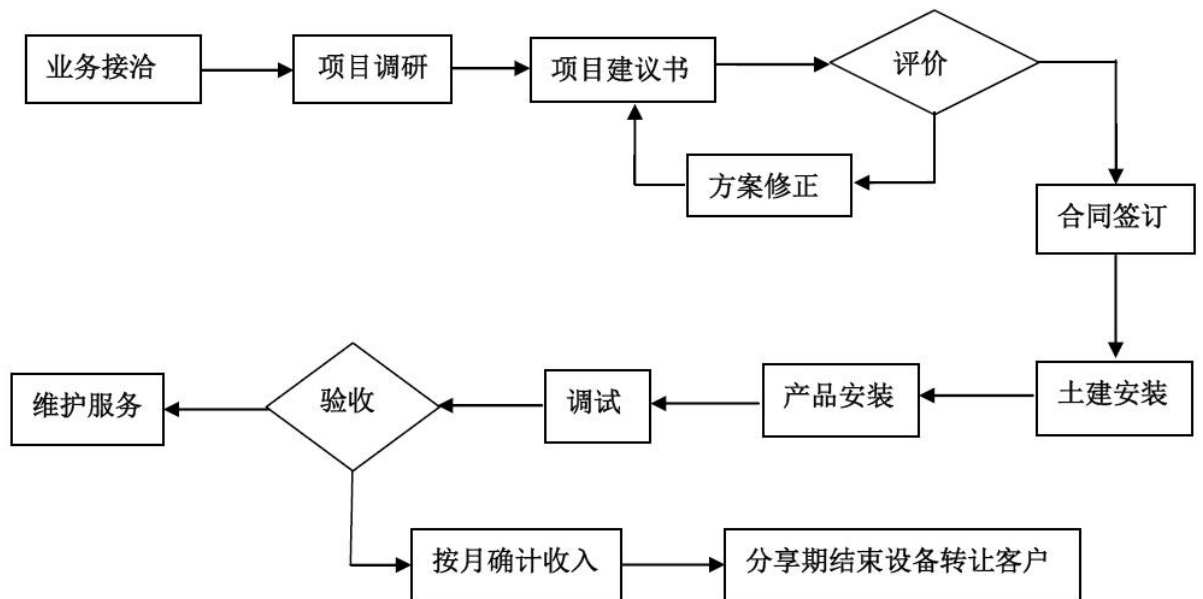 业务接洽
项目调研
项目建议书
评价
方案修正
合同签订
土建安装
产品安装
调试
验收
维护服务
按月确计收入
分享期结束设备转让客户